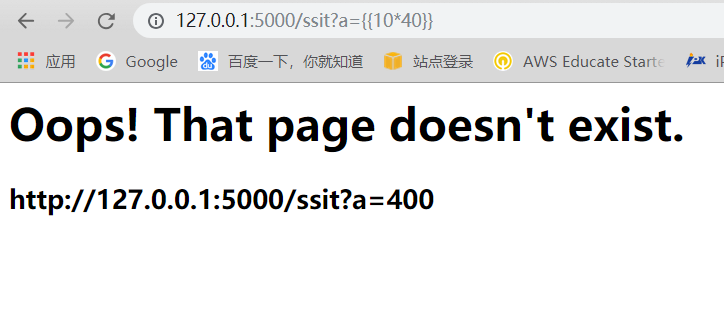 127.0.0.1:5000/ssit?a={{10*40}}
应用 Google 百度一下，你就知道 站点登录 AWS Educate Starte iP
Oops! That page doesn't exist.
http://127.0.0.1:5000/ssit?a=400